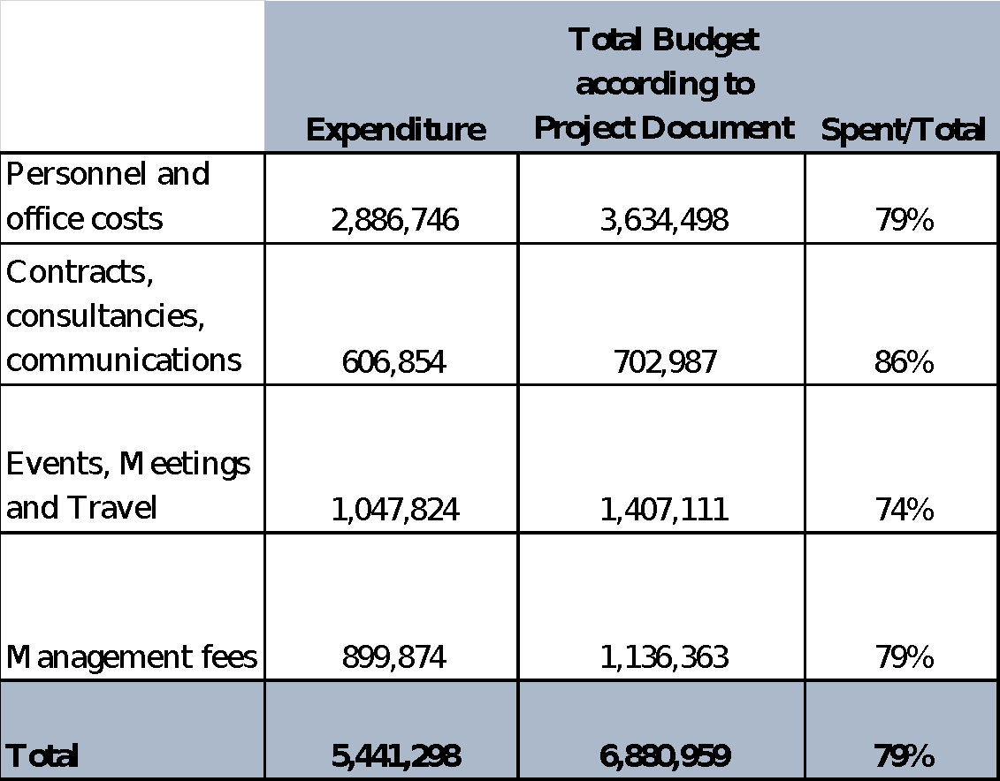 Total Budget
according to
Expenditure Project Document Spent/Total
Personnel and
office costs 2,886,746 3,634,498 79%
Contracts,
consultancies,
communications 606,854 702,987 86%
Events, Meetings
and Travel 1,047,824 1,407,111 74%
Management fees 899,874 1,136,363 79%
Total 5,441,298 6,880,959 79%